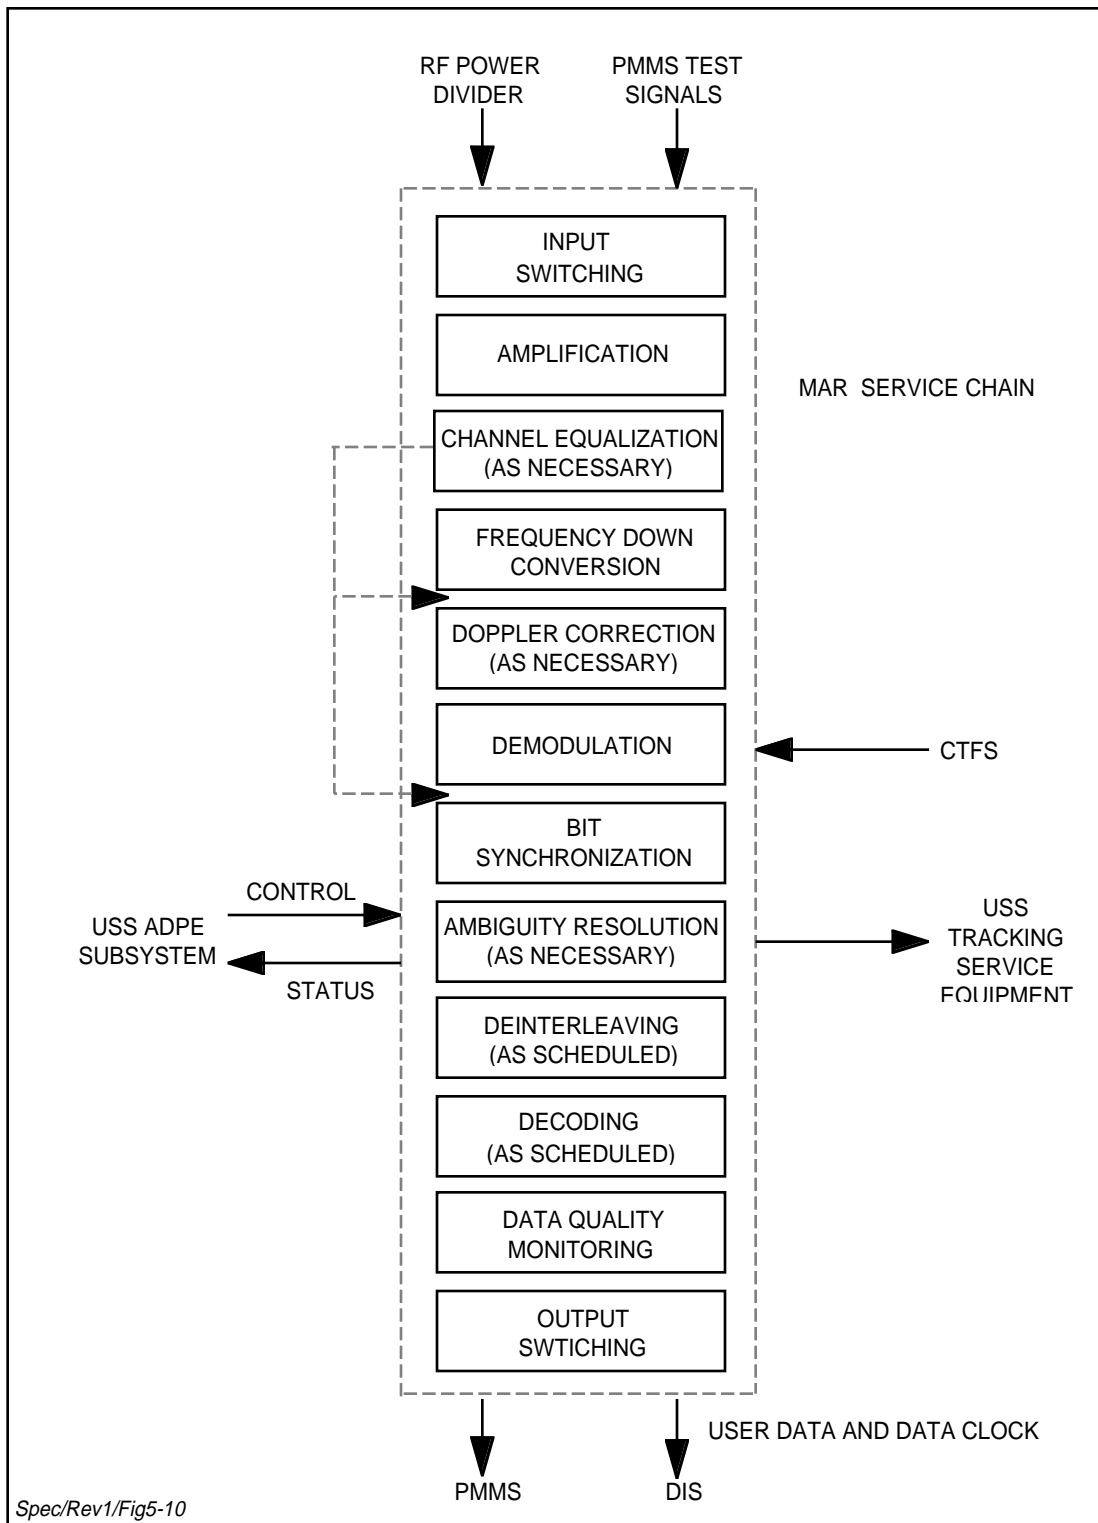 RF POWER
DIVIDER
PMMS TEST
SIGNALS
INPUT
SWITCHING
AMPLIFICATION
MAR SERVICE CHAIN
CHANNEL EQUALIZATION
(AS NECESSARY)
FREQUENCY DOWN
CONVERSION
DOPPLER CORRECTION
(AS NECESSARY)
DEMODULATION
CTFS
BIT
SYNCHRONIZATION
CONTROL
USS ADPE
SUBSYSTEM
STATUS
AMBIGUITY RESOLUTION
(AS NECESSARY)
USS
TRACKING
SERVICE
EQUIPMENT
DEINTERLEAVING
(AS SCHEDULED)
DECODING
(AS SCHEDULED)
DATA QUALITY
MONITORING
OUTPUT
SWTICHING
USER DATA AND DATA CLOCK
PMMS
DIS
Spec/Rev1/Fig5-10